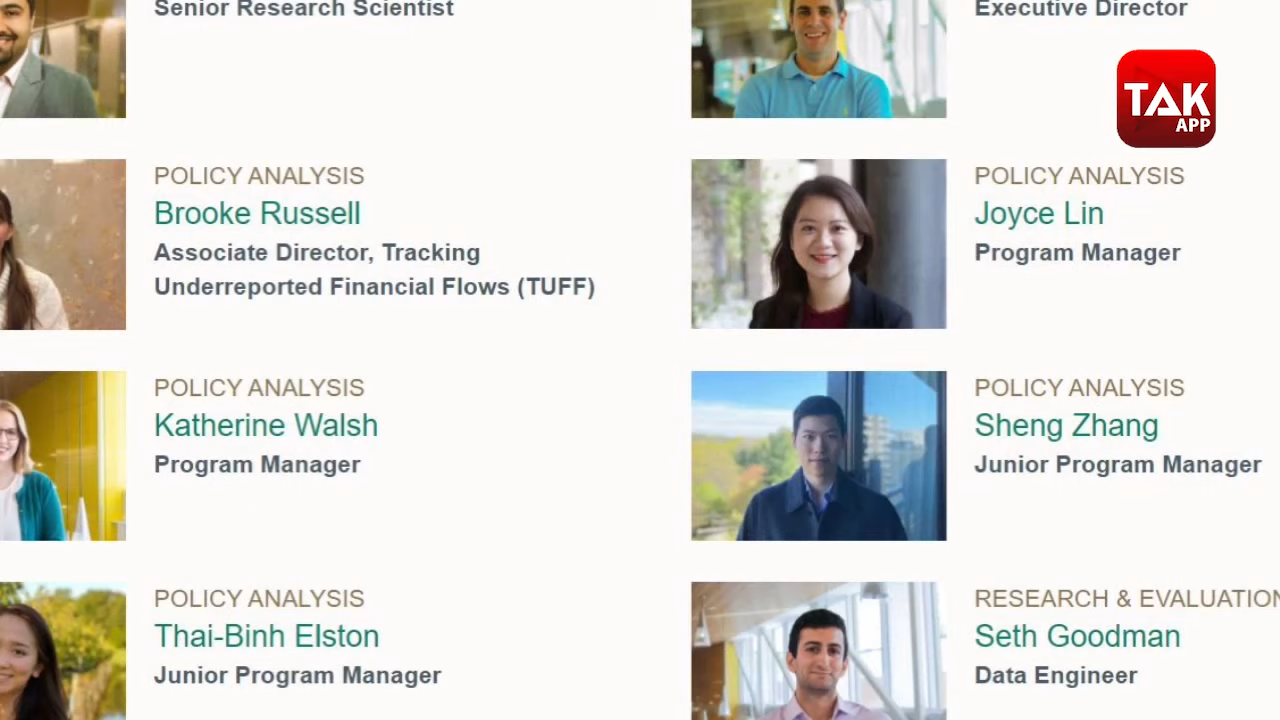 Senior Research Scientist
Executive Director
TAK
APP
POLICY ANALYSIS
Brooke Russell
Associate Director, Tracking
Underreported Financial Flows (TUFF)
POLICY ANALYSIS
Joyce Lin
Program Manager
POLICY ANALYSIS
Katherine Walsh
Program Manager
POLICY ANALYSIS
Sheng Zhang
Junior Program Manager
POLICY ANALYSIS
Thai-Binh Elston
Junior Program Manager
RESEARCH & EVALUATION
Seth Goodman
Data Engineer